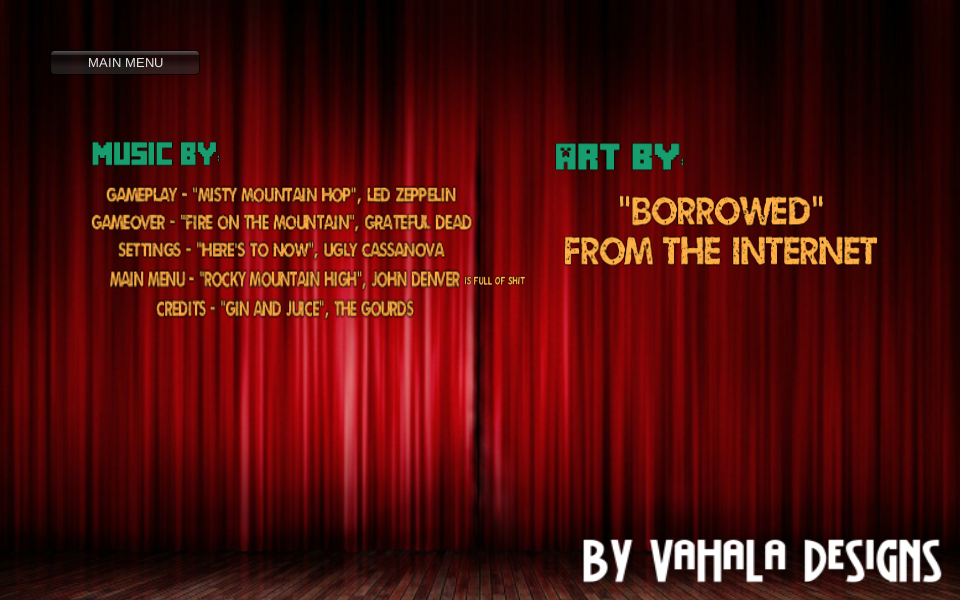 MAIN MENU
MUSIC BY:
GAMEPLAY - "MISTY MOUNTAIN HOP", LED ZEPPELIN
GAMEOVER - "FIRE ON THE MOUNTAIN", GRATEFUL DEAD
SETTINGS - "HERE'S TO NOW", UGLY CASSANOVA
MAIN MENU - "ROCKY MOUNTAIN HIGH", JOHN DENVER IS FULL OF SHIT
CREDITS - "GIN AND JUICE", THE GOURDS
ART BY:
"BORROWED"
FROM THE INTERNET
BY VAHALA DESIGNS